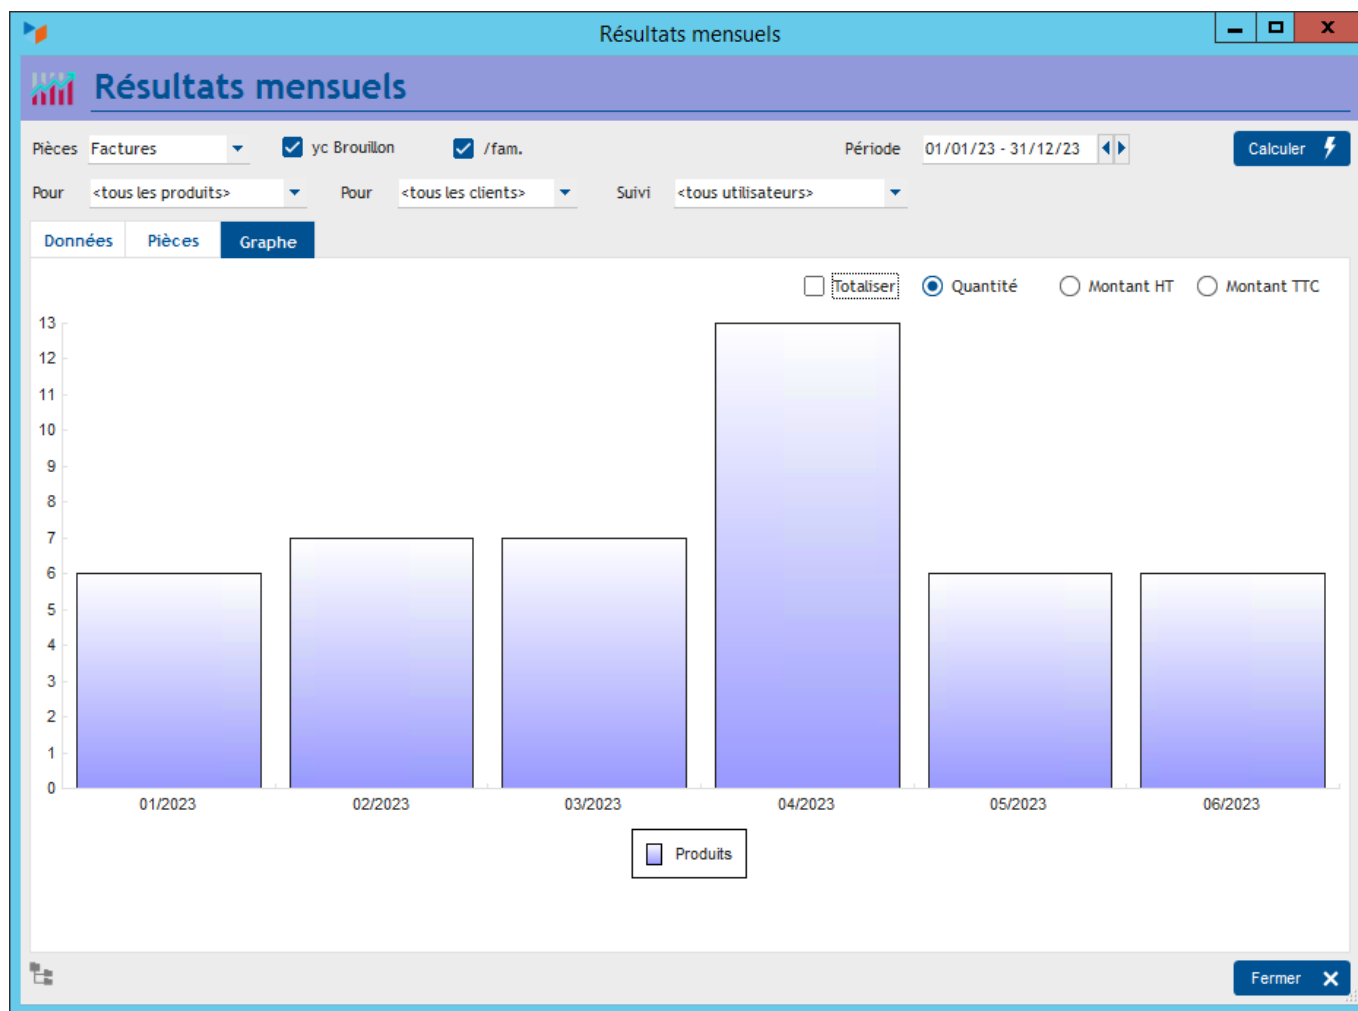 Résultats mensuels
Résultats mensuels
Pièces Factures yc Brouillon /fam. Période 01/01/23 - 31/12/23 Calculer
Pour <tous les produits> Pour <tous les clients> Suivi <tous utilisateurs>
Données Pièces Graphe
Totaliser Quantité Montant HT Montant TTC
13
12
11
10
9
8
7
6
5
4
3
2
1
0
01/2023 02/2023 03/2023 04/2023 05/2023 06/2023
Produits
Fermer